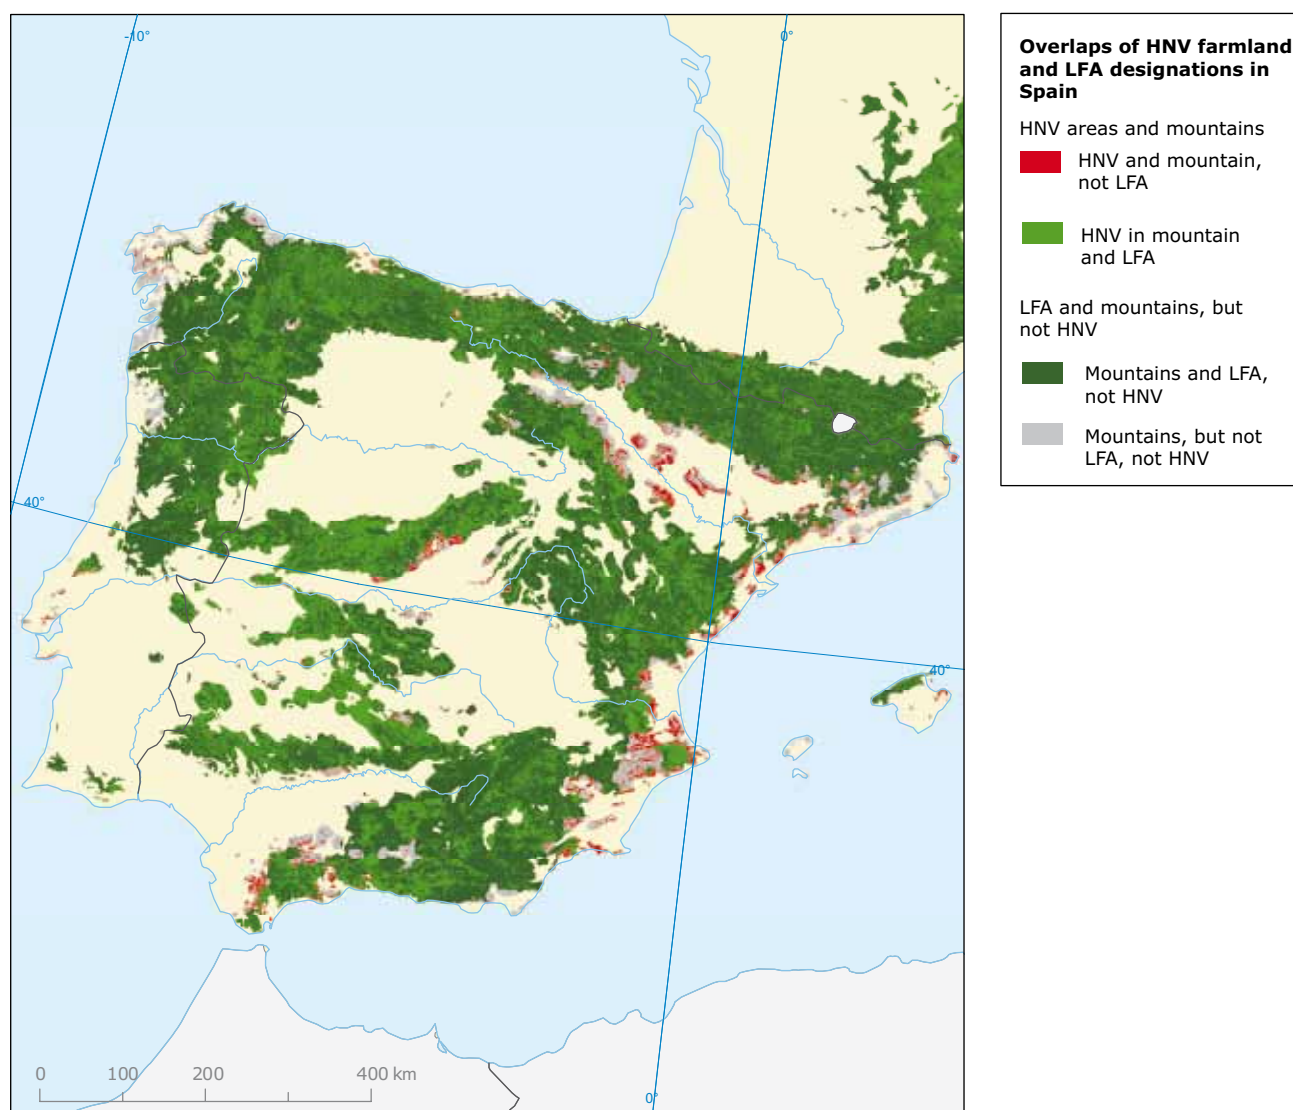 -10°
0°
40°
40°
0°
0
100
200
400 km
Overlaps of HNV farmland
and LFA designations in
Spain
HNV areas and mountains
HNV and mountain,
not LFA
HNV in mountain
and LFA
LFA and mountains, but
not HNV
Mountains and LFA,
not HNV
Mountains, but not
LFA, not HNV